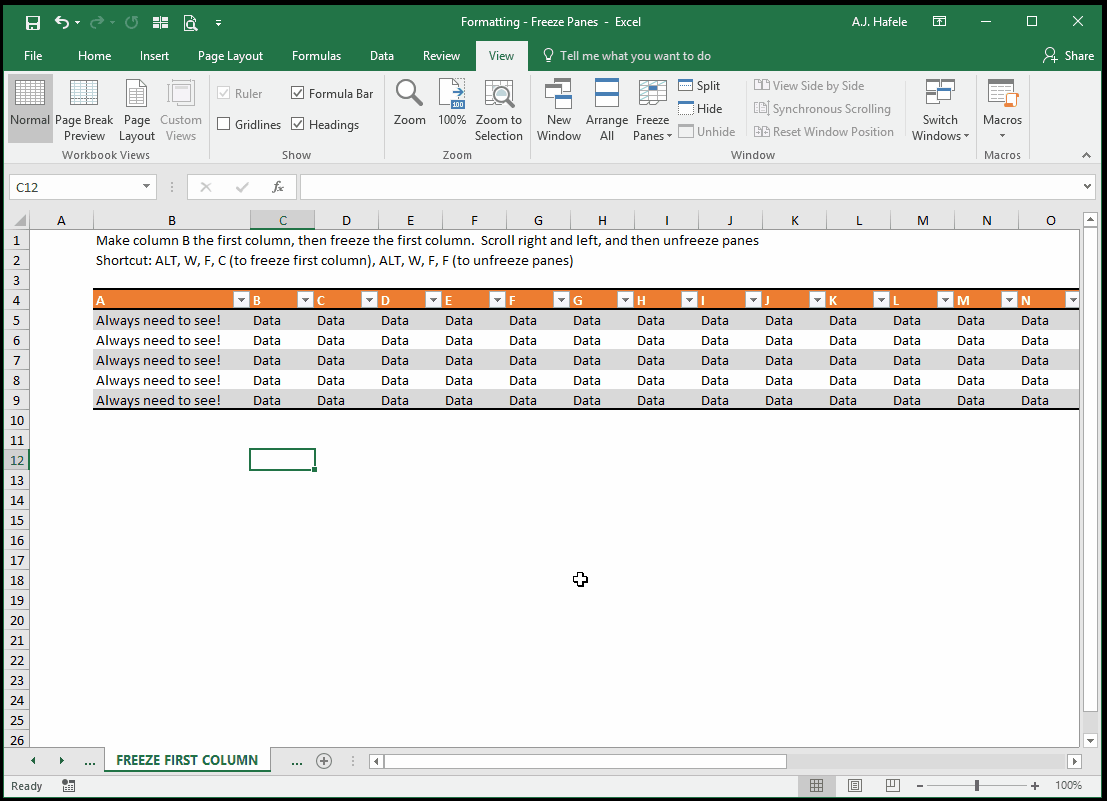 Formatting - Freeze Panes - Excel
A.J. Hafele
File Home Insert Page Layout Formulas Data Review View Tell me what you want to do Share
Normal
Page Break Preview
Page Layout
Custom Views
Workbook Views
Ruler
Formula Bar
Gridlines
Headings
Show
Zoom
100%
100
Zoom to Selection
Zoom
New Window
Arrange All
Freeze Panes
Split
Hide
Unhide
View Side by Side
Synchronous Scrolling
Reset Window Position
Window
Switch Windows
Macros
Macros
C12
fx
A B C D E F G H I J K L M N O
1 Make column B the first column, then freeze the first column. Scroll right and left, and then unfreeze panes
2 Shortcut: ALT, W, F, C (to freeze first column), ALT, W, F, F (to unfreeze panes)
3
4 A B C D E F G H I J K L M N
5 Always need to see! Data Data Data Data Data Data Data Data Data Data Data Data Data
6 Always need to see! Data Data Data Data Data Data Data Data Data Data Data Data Data
7 Always need to see! Data Data Data Data Data Data Data Data Data Data Data Data Data
8 Always need to see! Data Data Data Data Data Data Data Data Data Data Data Data Data
9 Always need to see! Data Data Data Data Data Data Data Data Data Data Data Data Data
10
11
12
13
14
15
16
17
18
19
20
21
22
23
24
25
26
... FREEZE FIRST COLUMN ...
Ready
100%